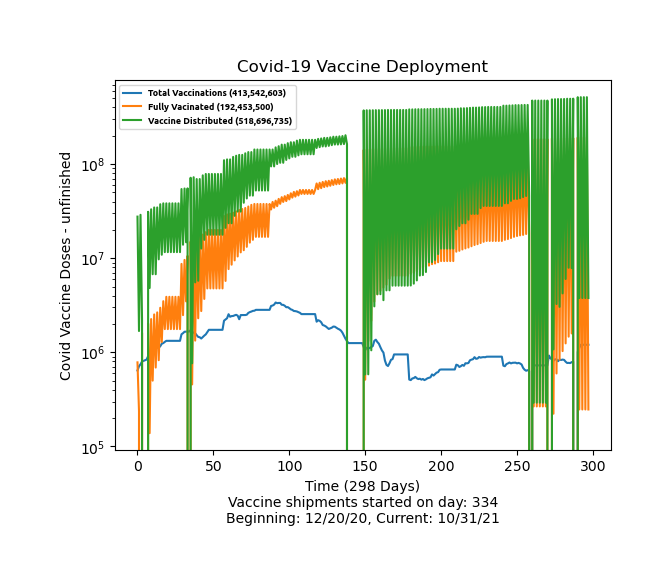 Covid-19 Vaccine Deployment
Total Vaccinations (413,542,603)
Fully Vacinated (192,453,500)
Vaccine Distributed (518,696,735)
Covid Vaccine Doses - unfinished
10^8
10^7
10^6
10^5
0 50 100 150 200 250 300
Time (298 Days)
Vaccine shipments started on day: 334
Beginning: 12/20/20, Current: 10/31/21